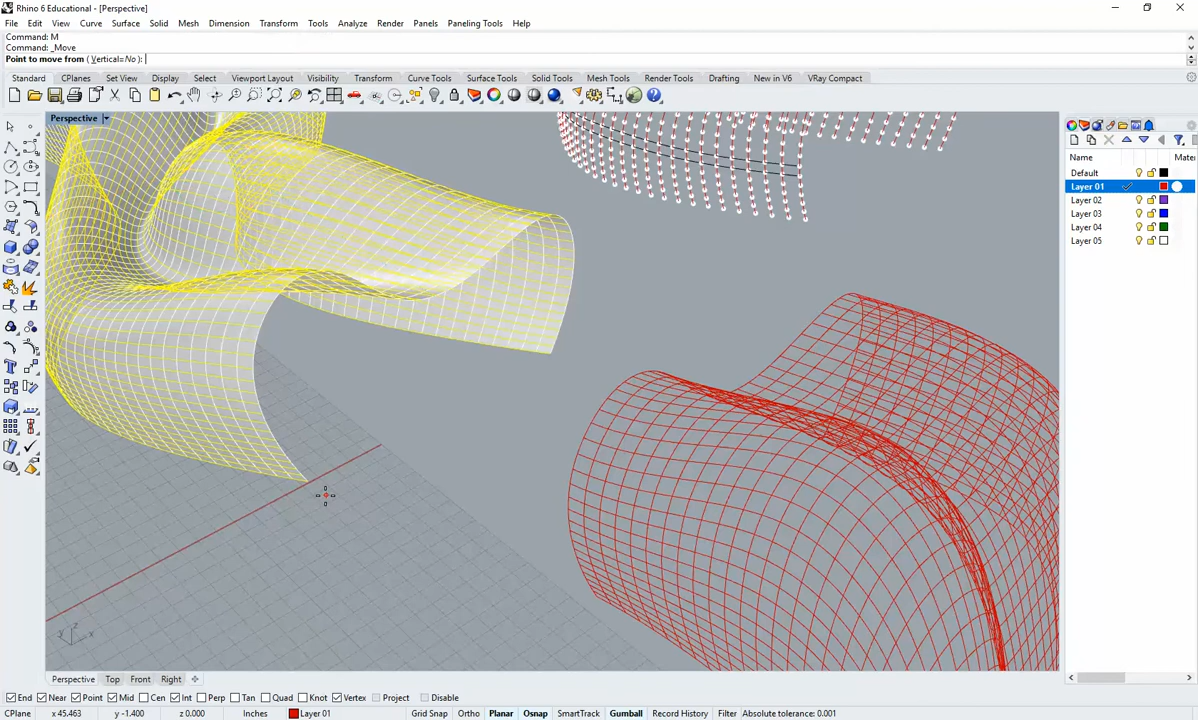 Rhino 6 Educational - [Perspective]
File Edit View Curve Surface Solid Mesh Dimension Transform Tools Analyze Render Panels Paneling Tools Help
Command: M
Command: _Move
Point to move from ( Vertical=No ):
Standard CPlanes Set View Display Select Viewport Layout Visibility Transform Curve Tools Surface Tools Solid Tools Mesh Tools Render Tools Drafting New in V6 VRay Compact
Perspective
Name Mater
Default
Layer 01
Layer 02
Layer 03
Layer 04
Layer 05
z
y x
Perspective Top Front Right
End Near Point Mid Cen Int Perp Tan Quad Knot Vertex Project Disable
CPlane x 45.463 y -1.400 z 0.000 Inches Layer 01 Grid Snap Ortho Planar Osnap SmartTrack Gumball Record History Filter Absolute tolerance: 0.001